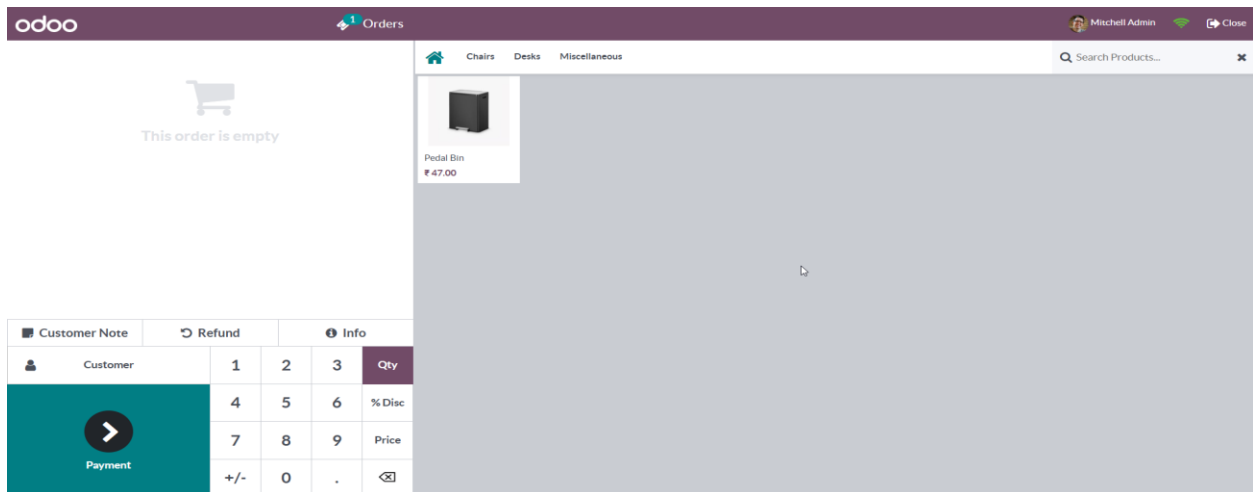 odoo
1 Orders
Mitchell Admin
Close
Chairs Desks Miscellaneous
Search Products...
This order is empty
Pedal Bin
₹ 47.00
Customer Note Refund Info
Customer 1 2 3 Qty
4 5 6 % Disc
7 8 9 Price
Payment
+/- 0 .